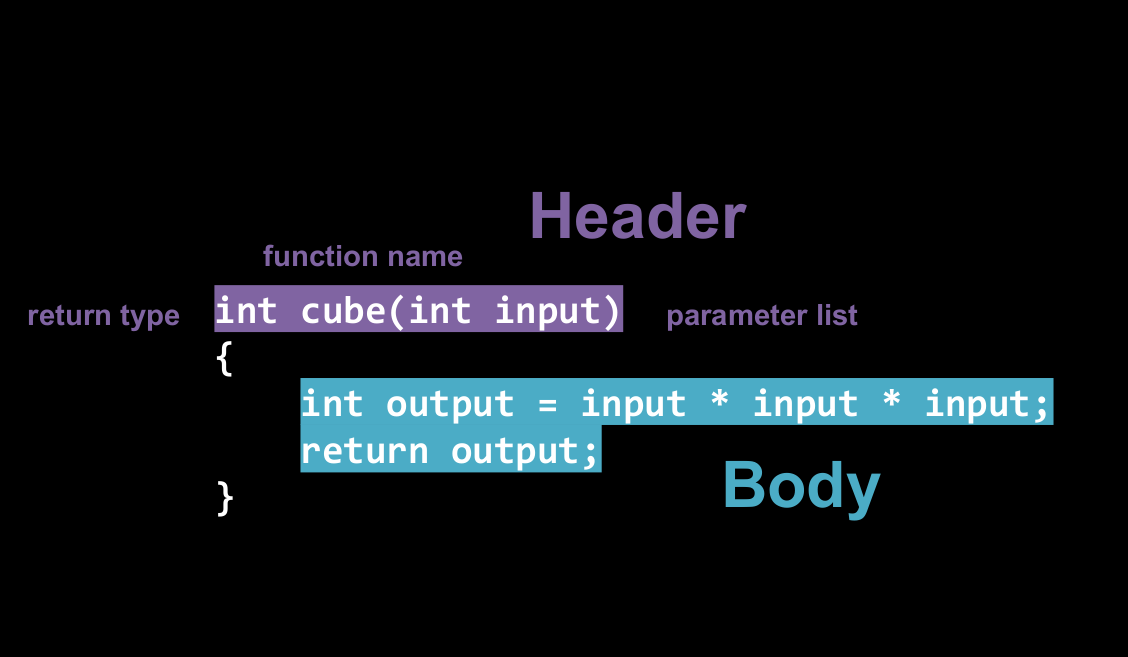 Header
function name
return type
int cube(int input)
parameter list
{
int output = input * input * input;
return output;
Body
}